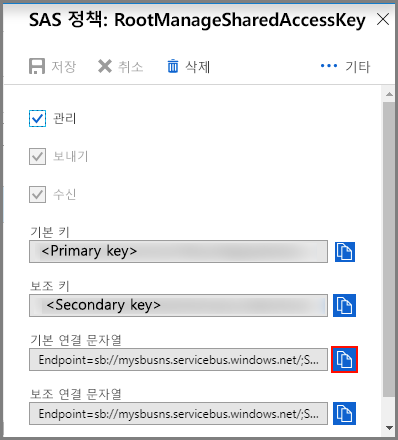 SAS 정책: RootManageSharedAccessKey
저장 취소 삭제 기타
관리
보내기
수신
기본 키
<Primary key>
보조 키
<Secondary key>
기본 연결 문자열
Endpoint=sb://mysbusns.servicebus.windows.net/;S...
보조 연결 문자열
Endpoint=sb://mysbusns.servicebus.windows.net/;S...